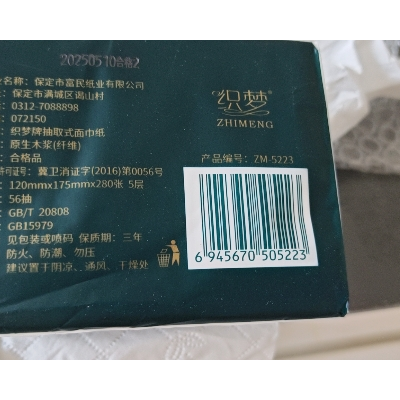 20250510合格2
业名称：保定市富民纸业有限公司
：保定市满城区谒山村
：0312-7088898
：072150
：织梦牌抽取式面巾纸
：原生木浆(纤维)
：合格品
许可证号：冀卫消证字(2016)第0056号
：120mmx175mmx280张 5层
：56抽
：GB/T 20808
：GB15979
：见包装或喷码 保质期：三年
：防火、防潮、勿压
建议置于阴凉、通风、干燥处
织梦
ZHIMENG
产品编号：ZM-5223
6 945670 505223